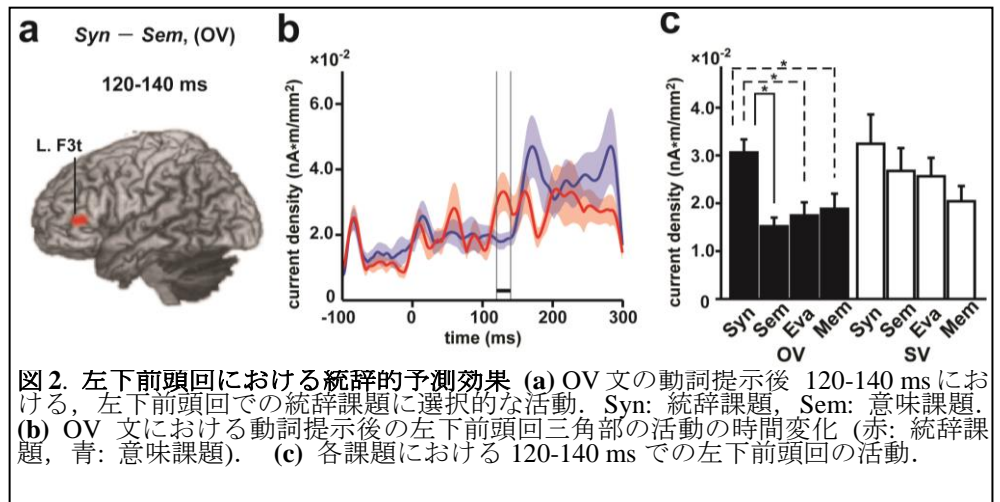 a
Syn – Sem, (OV)
120-140 ms
L. F3t
b
×10-2
6.0
4.0
2.0
0
current density (nA*m/mm2)
-100 0 100 200 300
time (ms)
c
×10-2
4.0
3.0
2.0
1.0
0
current density (nA*m/mm2)
* 
*
*
Syn Sem Eva Mem Syn Sem Eva Mem
OV SV
図 2. 左下前頭回における統辞的予測効果 (a) OV 文の動詞提示後 120-140 ms にお
ける，左下前頭回での統辞課題に選択的な活動．Syn: 統辞課題, Sem: 意味課題.
(b) OV 文における動詞提示後の左下前頭回三角部の活動の時間変化 (赤: 統辞課
題，青: 意味課題). (c) 各課題における 120-140 ms での左下前頭回の活動．